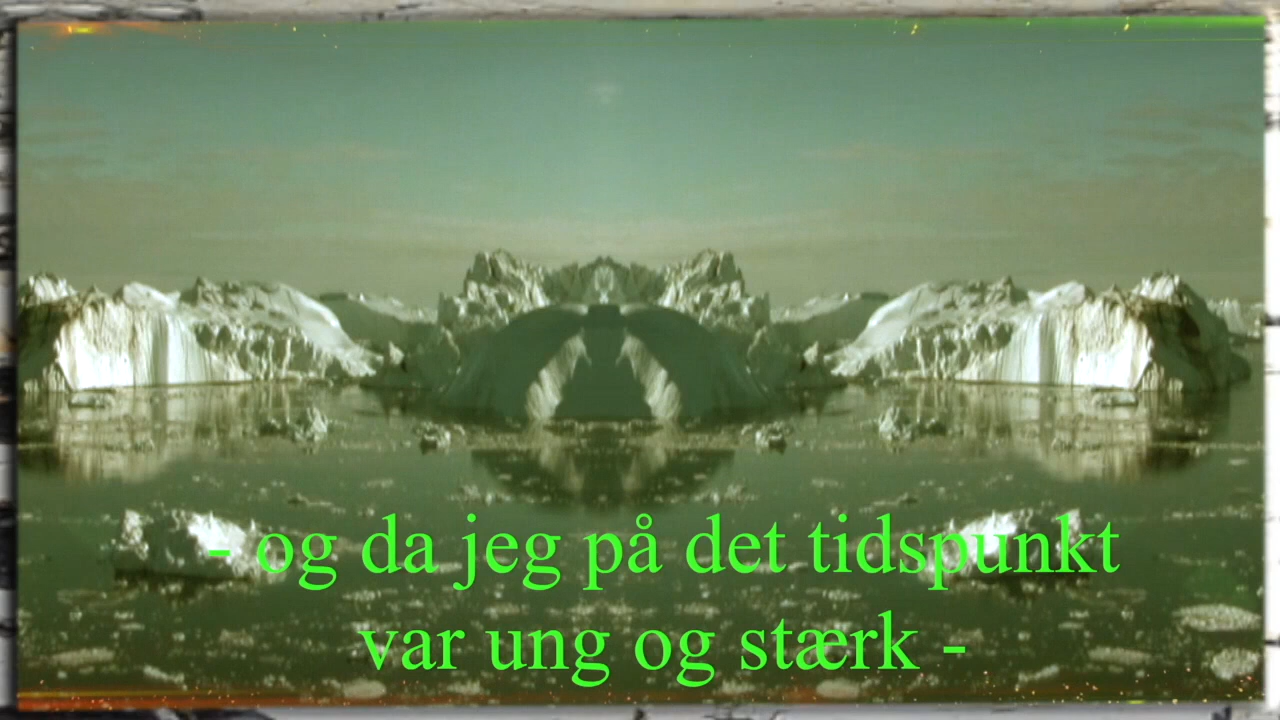 - og da jeg på det tidspunkt
var ung og stærk -